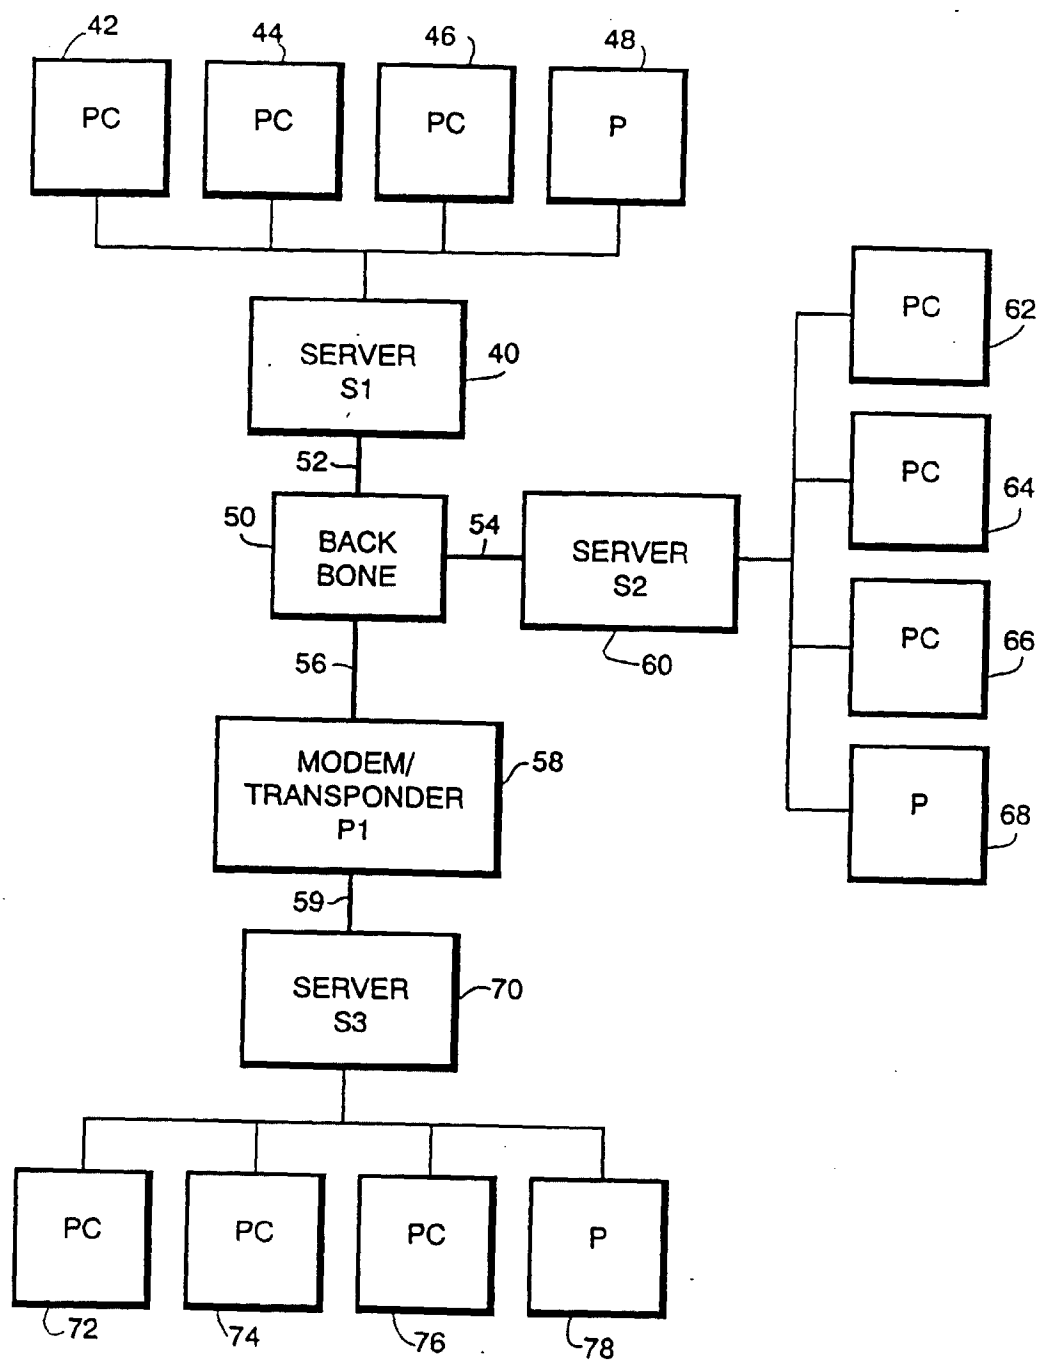 42
44
46
48
PC
PC
PC
P
SERVER
S1
40
52
50
BACK
BONE
54
SERVER
S2
60
PC
62
PC
64
PC
66
P
68
56
MODEM/
TRANSPONDER
P1
58
59
SERVER
S3
70
PC
PC
PC
P
72
74
76
78